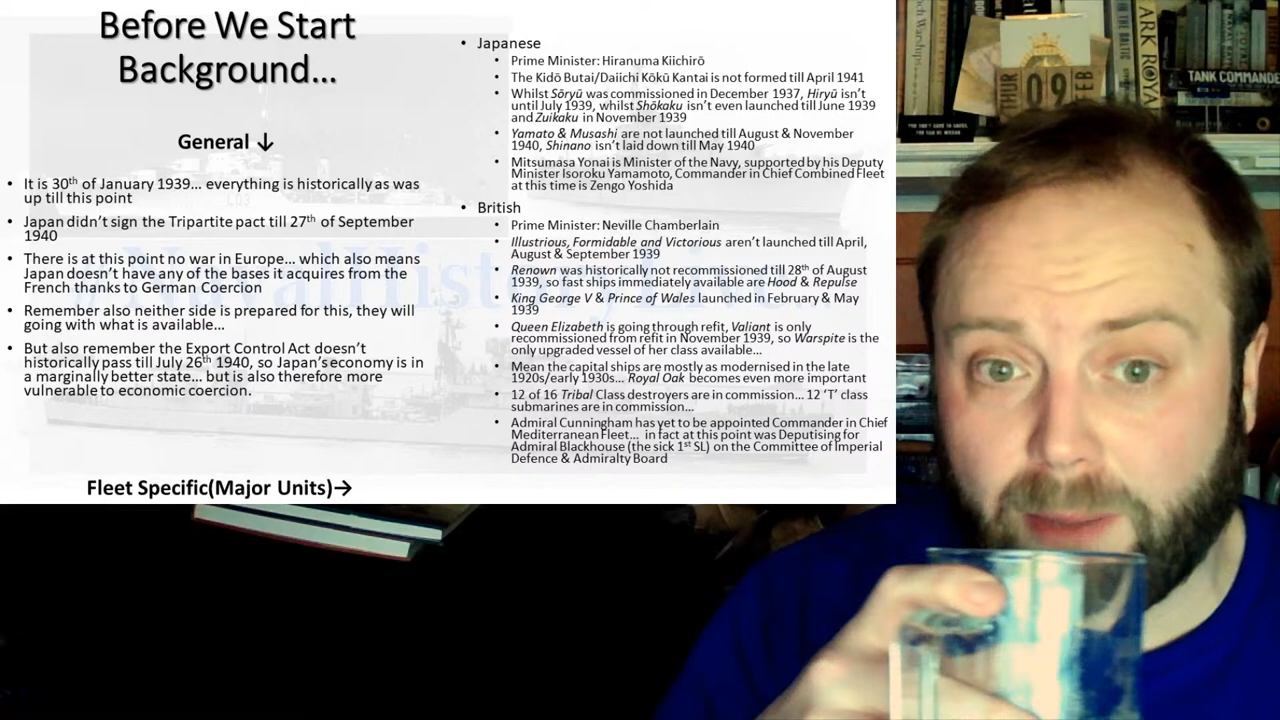 Before We Start
Background...
General ↓
• It is 30th of January 1939... everything is historically as was
up till this point
• Japan didn't sign the Tripartite pact till 27th of September
1940
• There is at this point no war in Europe... which also means
Japan doesn't have any of the bases it acquires from the
French thanks to German Coercion
• Remember also neither side is prepared for this, they will
going with what is available...
• But also remember the Export Control Act doesn't
historically pass till July 26th 1940, so Japan's economy is in
a marginally better state... but is also therefore more
vulnerable to economic coercion.
Fleet Specific(Major Units)→
• Japanese
• Prime Minister: Hiranuma Kiichirō
• The Kidō Butai/Daiichi Kōkū Kantai is not formed till April 1941
• Whilst Sōryū was commissioned in December 1937, Hiryū isn't
until July 1939, whilst Shōkaku isn't even launched till June 1939
and Zuikaku in November 1939
• Yamato & Musashi are not launched till August & November
1940, Shinano isn't laid down till May 1940
• Mitsumasa Yonai is Minister of the Navy, supported by his Deputy
Minister Isoroku Yamamoto, Commander in Chief Combined Fleet
at this time is Zengo Yoshida
• British
• Prime Minister: Neville Chamberlain
• Illustrious, Formidable and Victorious aren't launched till April,
August & September 1939
• Renown was historically not recommissioned till 28th of August
1939, so fast ships immediately available are Hood & Repulse
• King George V & Prince of Wales launched in February & May
1939
• Queen Elizabeth is going through refit, Valiant is only
recommissioned from refit in November 1939, so Warspite is the
only upgraded vessel of her class available...
• Mean the capital ships are mostly as modernised in the late
1920s/early 1930s... Royal Oak becomes even more important
• 12 of 16 Tribal Class destroyers are in commission... 12 'T' class
submarines are in commission...
• Admiral Cunningham has yet to be appointed Commander in Chief
Mediterranean Fleet... in fact at this point was Deputising for
Admiral Blackhouse (the sick 1st SL) on the Committee of Imperial
Defence & Admiralty Board
THUR
09
FEB
THE BALTIC
ARK ROYAL
TANK COMMANDE